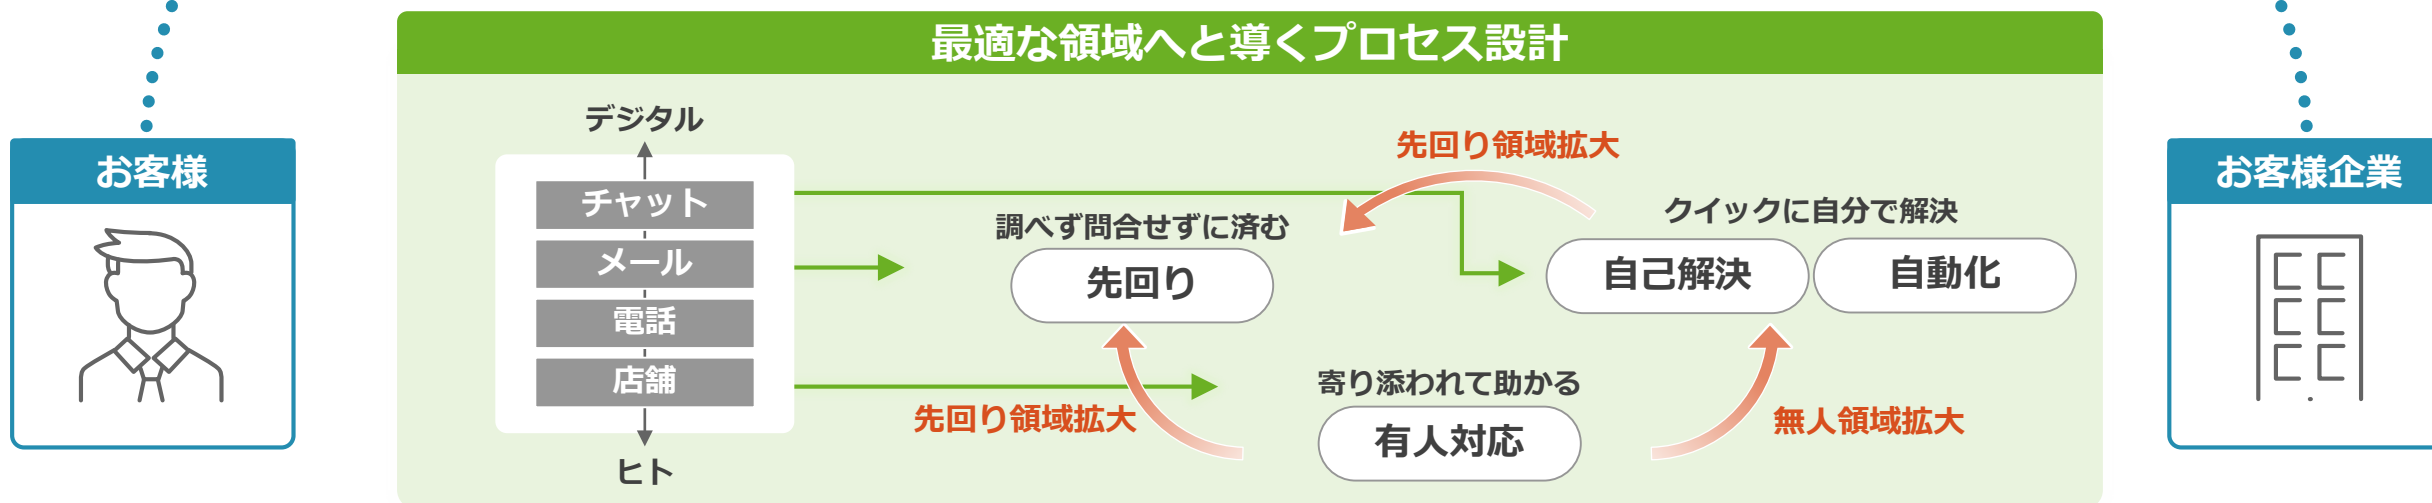 最適な領域へと導くプロセス設計
お客様
デジタル
チャット
メール
電話
店舗
ヒト
先回り領域拡大
調べず問合せずに済む
先回り
クイックに自分で解決
自己解決
自動化
先回り領域拡大
寄り添われて助かる
有人対応
無人領域拡大
お客様企業